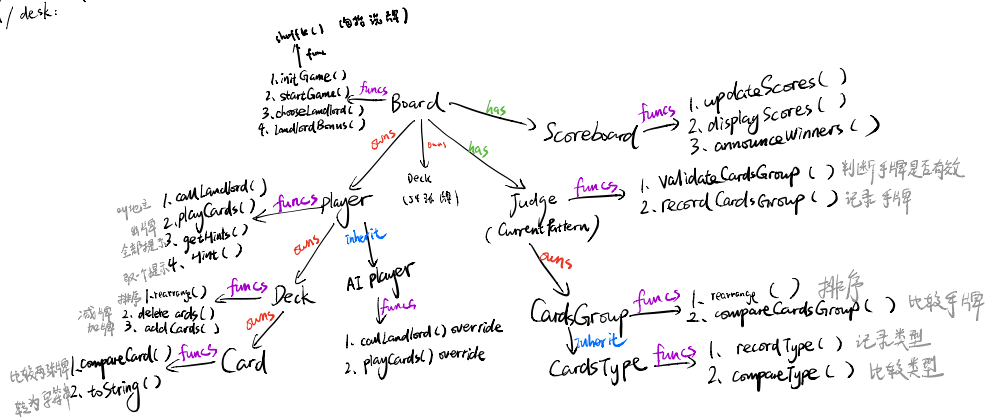 / desk:
shuffle() (包括洗牌)
func
1. initGame()
2. startGame()
3. chooseLandlord()
4. landlordBonus()
funcs
Board
has
Scoreboard
funcs
1. updateScores()
2. displayScores()
3. announceWinners()
owns
owns
has
Deck
(54张牌)
叫地主 1. callLandlord()
出牌 2. playCards()
全部提示 3. getHints()
取一个提示 4. Hint()
funcs
Player
Judge
(CurrentPattern)
funcs
1. validateCardsGroup() 判断手牌是否有效
2. recordCardsGroup() 记录手牌
owns
inherit
owns
AI player
funcs
1. callLandlord() override
2. playCards() override
排序 1. rearrange()
减牌 2. delete cards()
加牌 3. addCards()
funcs
Deck
owns
Card
funcs
比较两张牌 1. compareCard()
转为字符串 2. toString()
CardsGroup
funcs
1. rearrange() 排序
2. compareCardsGroup() 比较手牌
inherit
CardsType
funcs
1. recordType() 记录类型
2. compareType() 比较类型